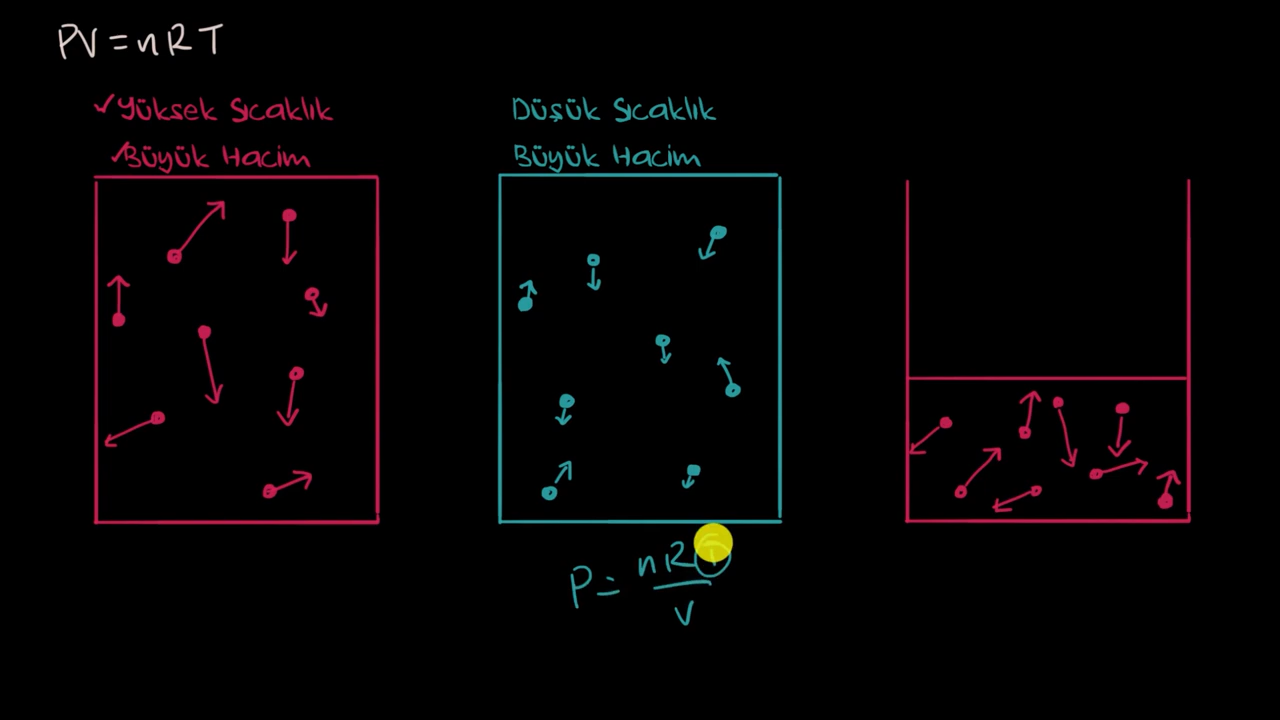 PV = nRT
Yüksek Sıcaklık
Büyük Hacim
Düşük Sıcaklık
Büyük Hacim
P = nRT
V